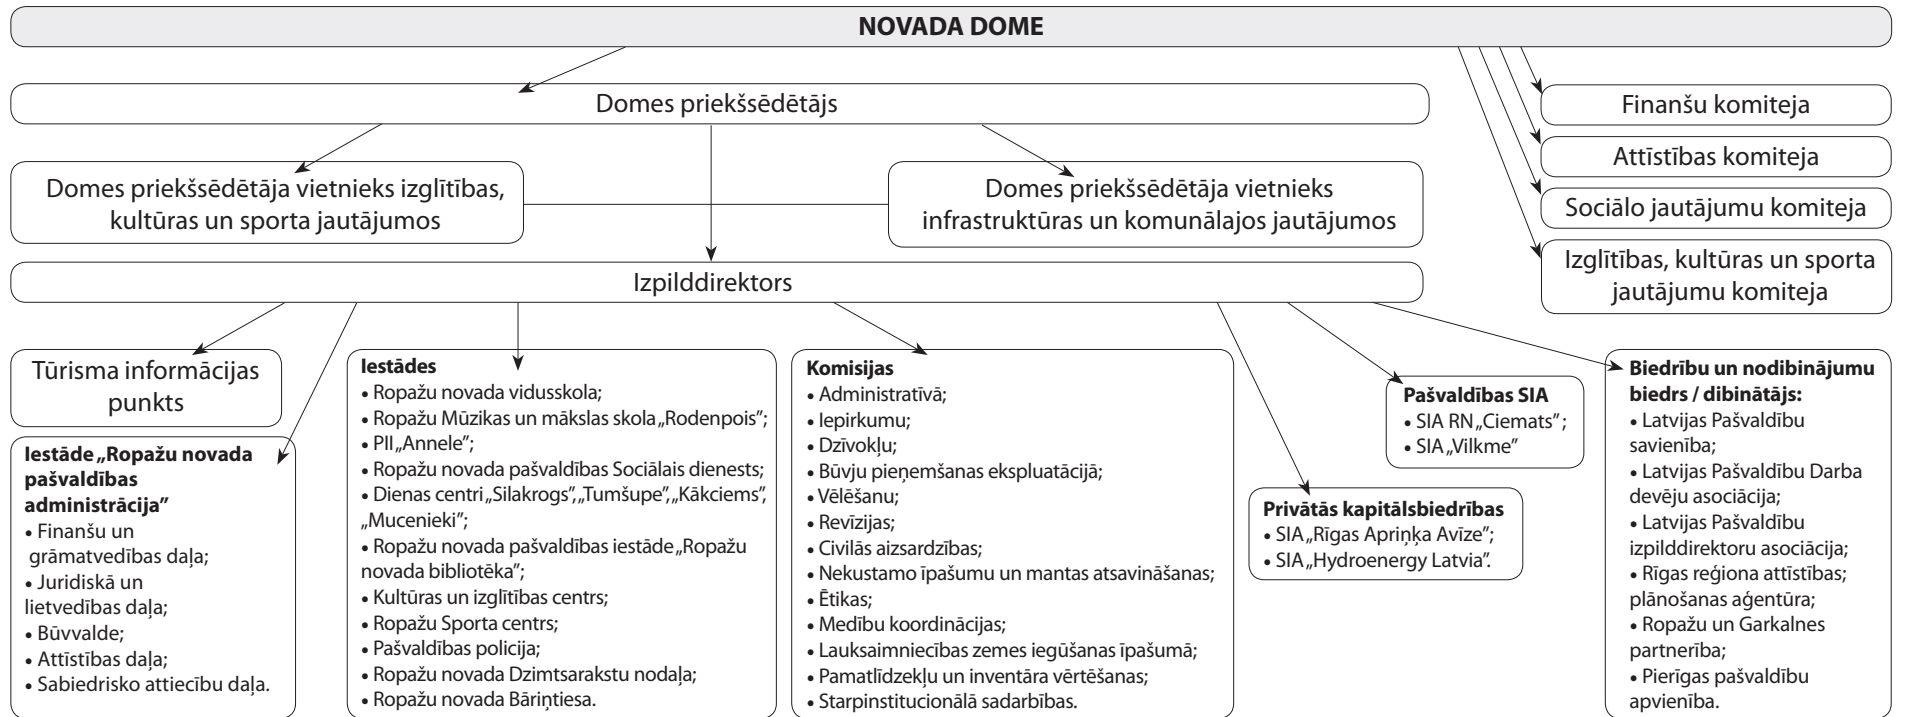 NOVADA DOME
Domes priekšsēdētājs
Finanšu komiteja
Attīstības komiteja
Sociālo jautājumu komiteja
Izglītības, kultūras un sporta
jautājumu komiteja
Domes priekšsēdētāja vietnieks izglītības,
kultūras un sporta jautājumos
Domes priekšsēdētāja vietnieks
infrastruktūras un komunālajos jautājumos
Izpilddirektors
Tūrisma informācijas
punkts
Iestāde „Ropažu novada
pašvaldības
administrācija”
• Finanšu un
grāmatvedības daļa;
• Juridiskā un
lietvedības daļa;
• Būvvalde;
• Attīstības daļa;
• Sabiedrisko attiecību daļa.
Iestādes
• Ropažu novada vidusskola;
• Ropažu Mūzikas un mākslas skola „Rodenpois”;
• PII „Annele”;
• Ropažu novada pašvaldības Sociālais dienests;
• Dienas centri „Silakrogs”, „Tumšupe”, „Kākciems”,
„Mucenieki”;
• Ropažu novada pašvaldības iestāde „Ropažu
novada bibliotēka”;
• Kultūras un izglītības centrs;
• Ropažu Sporta centrs;
• Pašvaldības policija;
• Ropažu novada Dzimtsarakstu nodaļa;
• Ropažu novada Bāriņtiesa.
Komisijas
• Administratīvā;
• Iepirkumu;
• Dzīvokļu;
• Būvju pieņemšanas ekspluatācijā;
• Vēlēšanu;
• Revīzijas;
• Civilās aizsardzības;
• Nekustamo īpašumu un mantas atsavināšanas;
• Ētikas;
• Medību koordinācijas;
• Lauksaimniecības zemes iegūšanas īpašumā;
• Pamatlīdzekļu un inventāra vērtēšanas;
• Starpinstitucionālā sadarbības.
Privātās kapitālsbiedrības
• SIA „Rīgas Apriņķa Avīze”;
• SIA „Hydroenergy Latvia”.
Pašvaldības SIA
• SIA RN „Ciemats”;
• SIA „Vilkme”
Biedrību un nodibinājumu
biedrs / dibinātājs:
• Latvijas Pašvaldību
savienība;
• Latvijas Pašvaldību Darba
devēju asociācija;
• Latvijas Pašvaldību
izpilddirektoru asociācija;
• Rīgas reģiona attīstības;
plānošanas aģentūra;
• Ropažu un Garkalnes
partnerība;
• Pierīgas pašvaldību
apvienība.